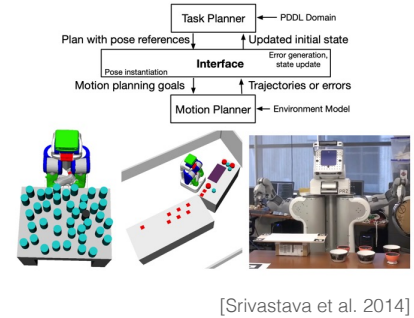 Task Planner
PDDL Domain
Plan with pose references
Updated initial state
Interface
Error generation,
state update
Pose instantiation
Motion planning goals
Trajectories or errors
Motion Planner
Environment Model
[Srivastava et al. 2014]